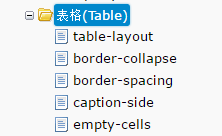 表格(Table)
table-layout
border-collapse
border-spacing
caption-side
empty-cells